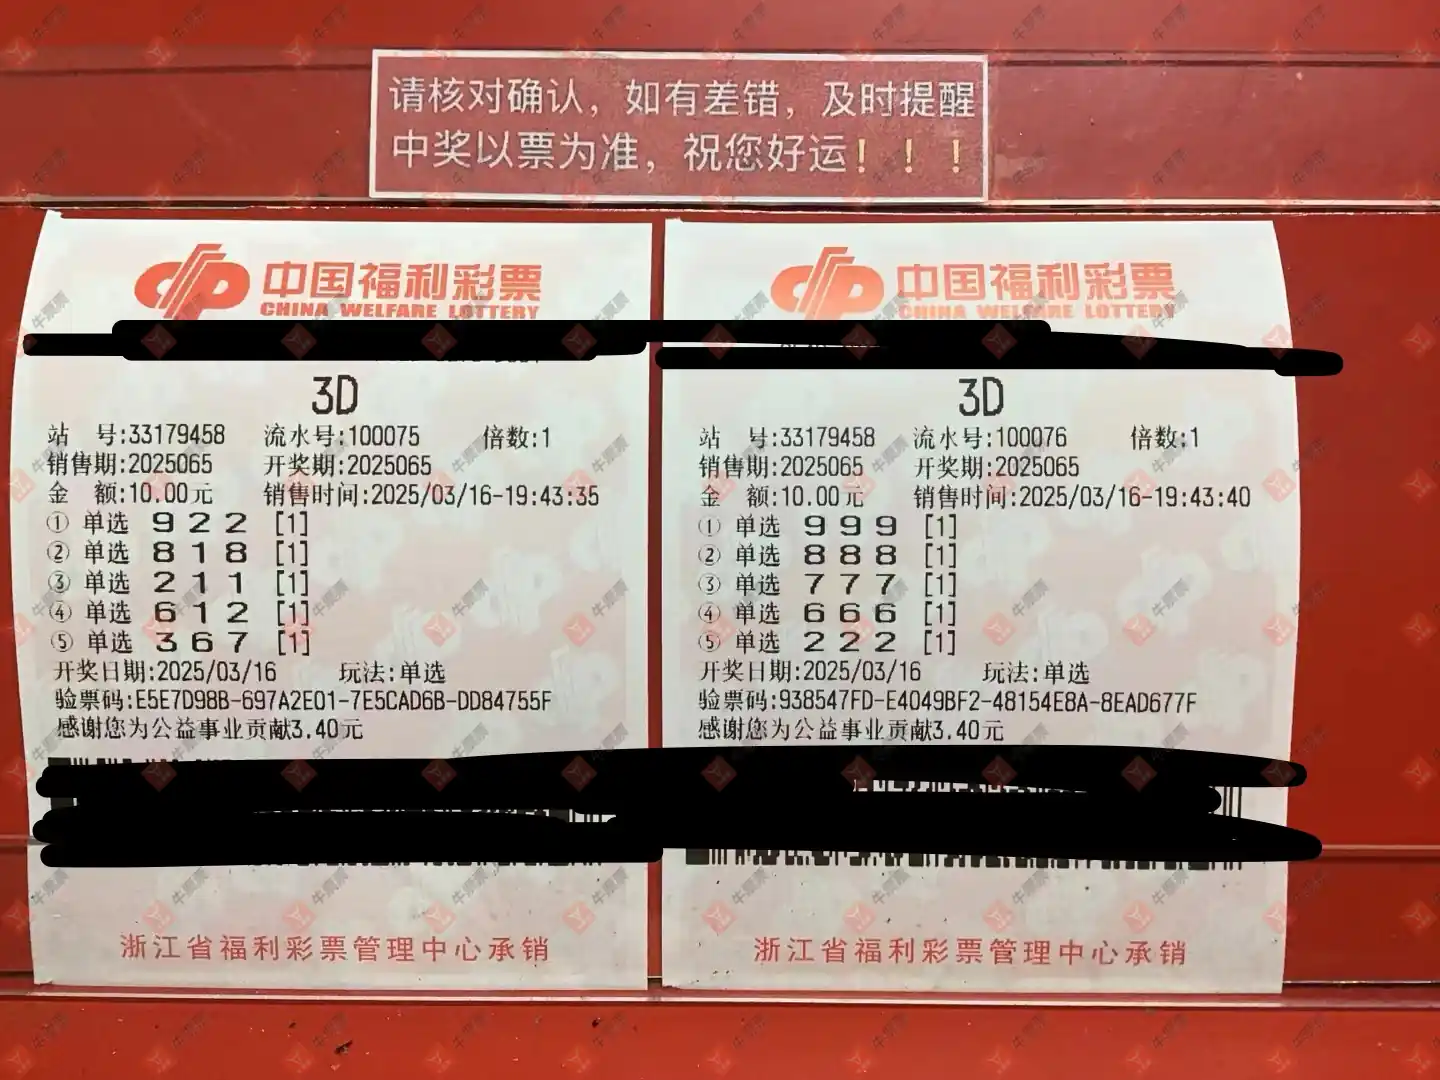 请核对确认，如有差错，及时提醒
中奖以票为准，祝您好运！！！
中国福利彩票
CHINA WELFARE LOTTERY
3D
站 号:33179458 流水号:100075 倍数:1
销售期:2025065 开奖期:2025065
金 额:10.00元 销售时间:2025/03/16-19:43:35
① 单选 9 2 2 [1]
② 单选 8 1 8 [1]
③ 单选 2 1 1 [1]
④ 单选 6 1 2 [1]
⑤ 单选 3 6 7 [1]
开奖日期:2025/03/16 玩法:单选
验票码:E5E7D98B-697A2E01-7E5CAD6B-DD84755F
感谢您为公益事业贡献3.40元
浙江省福利彩票管理中心承销
中国福利彩票
CHINA WELFARE LOTTERY
3D
站 号:33179458 流水号:100076 倍数:1
销售期:2025065 开奖期:2025065
金 额:10.00元 销售时间:2025/03/16-19:43:40
① 单选 9 9 9 [1]
② 单选 8 8 8 [1]
③ 单选 7 7 7 [1]
④ 单选 6 6 6 [1]
⑤ 单选 2 2 2 [1]
开奖日期:2025/03/16 玩法:单选
验票码:938547FD-E4049BF2-48154E8A-8EAD677F
感谢您为公益事业贡献3.40元
浙江省福利彩票管理中心承销
牛票票